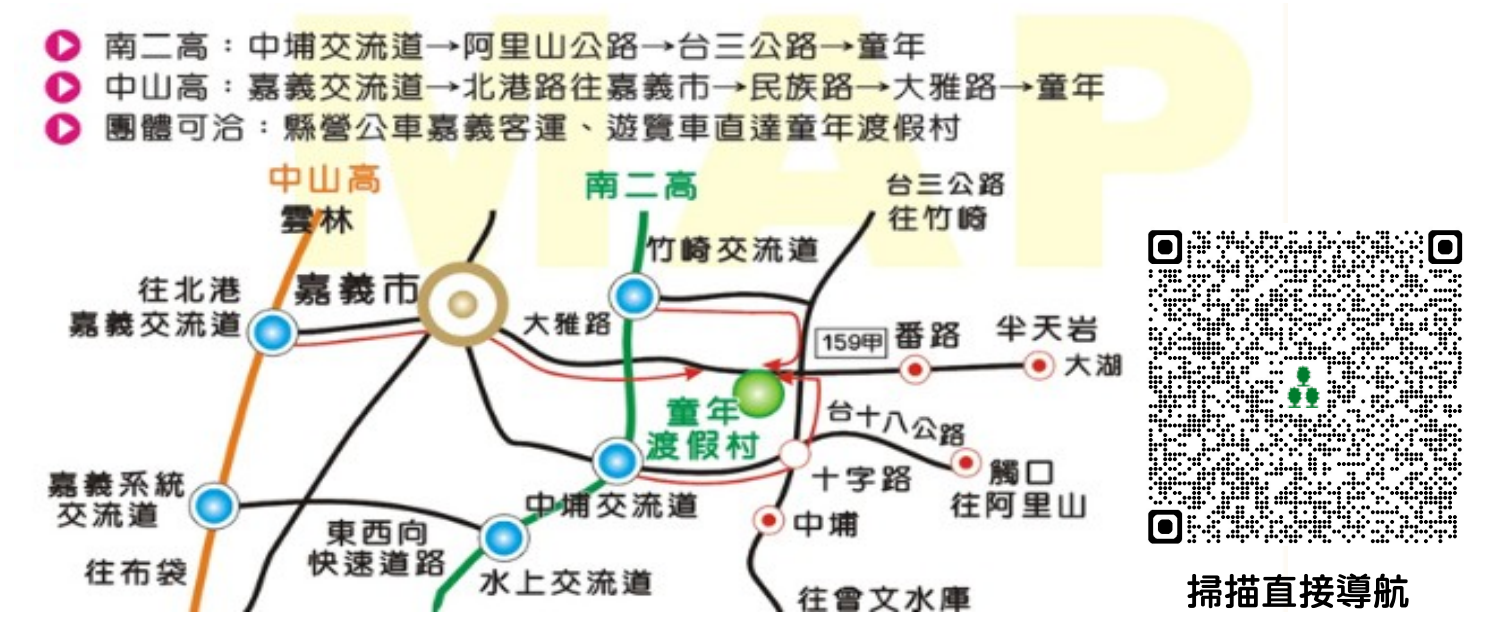 MAP
南二高：中埔交流道→阿里山公路→台三公路→童年
中山高：嘉義交流道→北港路往嘉義市→民族路→大雅路→童年
團體可洽：縣營公車嘉義客運、遊覽車直達童年渡假村
中山高
雲林
南二高
台三公路
往竹崎
竹崎交流道
往北港
嘉義交流道
嘉義市
大雅路
159甲
番路
半天岩
大湖
童年
渡假村
台十八公路
觸口
往阿里山
十字路
中埔交流道
中埔
嘉義系統
交流道
東西向
快速道路
水上交流道
往布袋
往曾文水庫
掃描直接導航